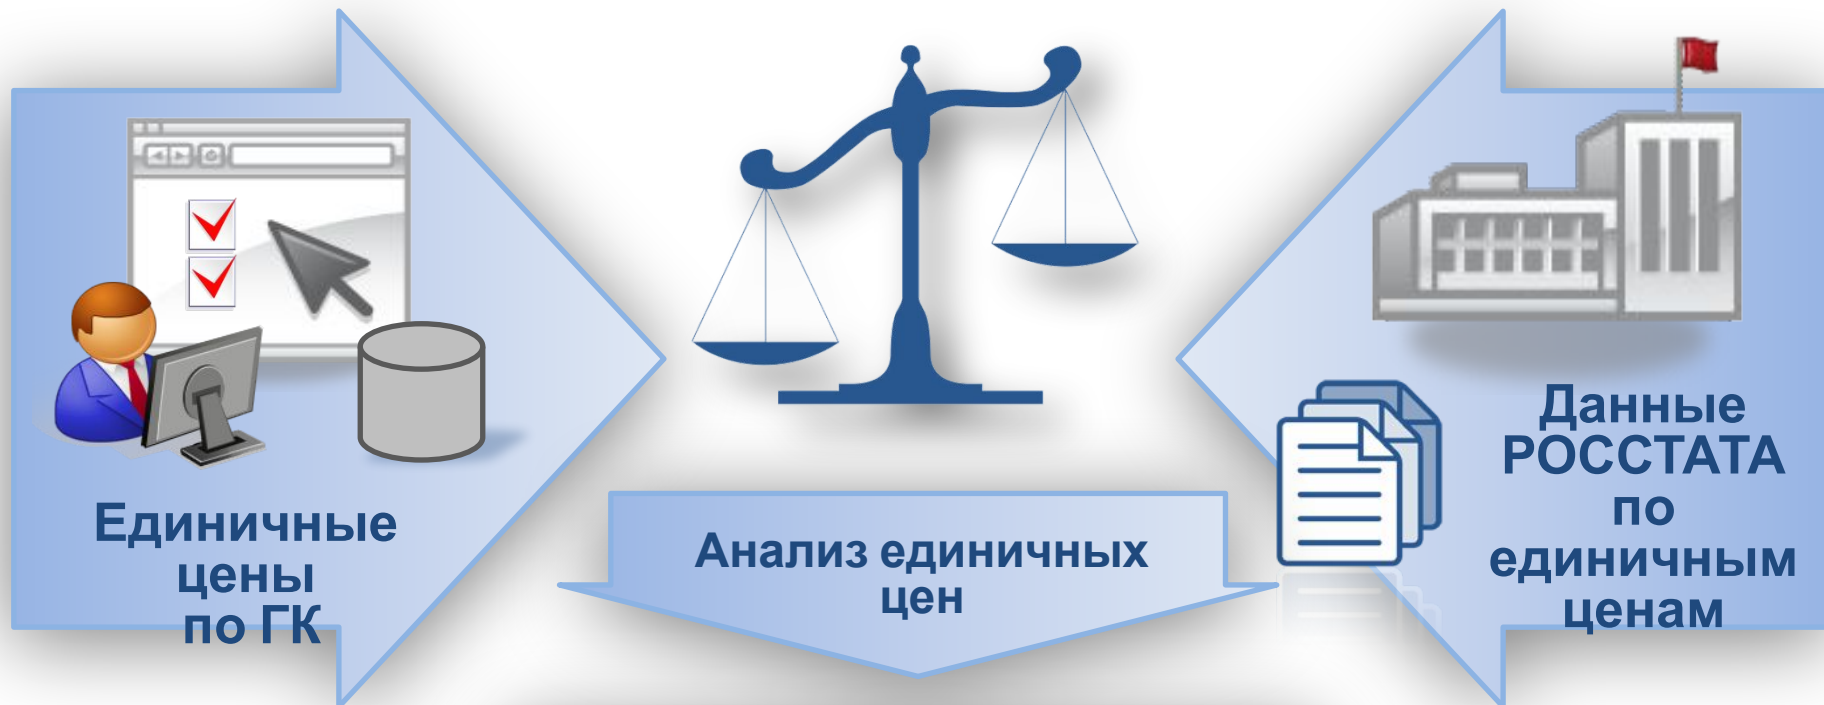 Единичные
цены
по ГК
Анализ единичных
цен
Данные
РОССТАТА
по
единичным
ценам